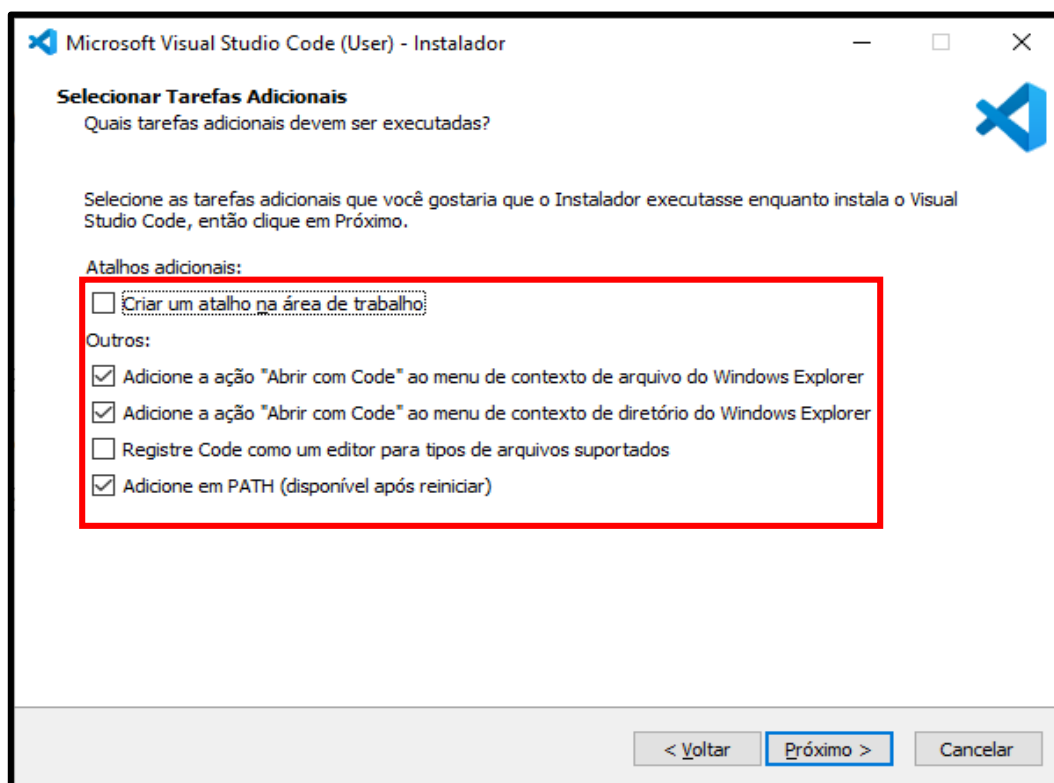 Microsoft Visual Studio Code (User) - Instalador
Selecionar Tarefas Adicionais
Quais tarefas adicionais devem ser executadas?
Selecione as tarefas adicionais que você gostaria que o Instalador executasse enquanto instala o Visual
Studio Code, então clique em Próximo.
Atalhos adicionais:
Criar um atalho na área de trabalho
Outros:
Adicione a ação "Abrir com Code" ao menu de contexto de arquivo do Windows Explorer
Adicione a ação "Abrir com Code" ao menu de contexto de diretório do Windows Explorer
Registre Code como um editor para tipos de arquivos suportados
Adicione em PATH (disponível após reiniciar)
< Voltar Próximo > Cancelar